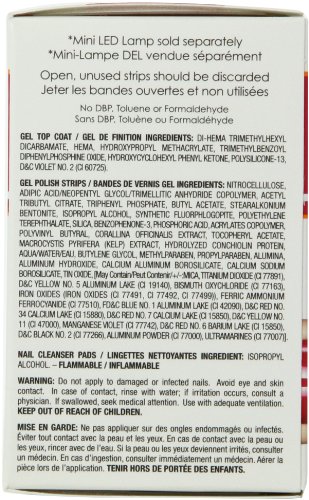 *Mini LED Lamp sold separately
*Mini-Lampe DEL vendue séparément
Open, unused strips should be discarded
Jeter les bandes ouvertes et non utilisées
No DBP, Toluene or Formaldehyde
Sans DBP, Toluène ou Formaldéhyde
GEL TOP COAT / GEL DE FINITION INGREDIENTS: DI-HEMA TRIMETHYLHEXYL
DICARBAMATE, HEMA, HYDROXYPROPYL METHACRYLATE, TRIMETHYLBENZOYL
DIPHENYLPHOSPHINE OXIDE, HYDROXYCYCLOHEXYL PHENYL KETONE, POLYSILICONE-13,
D&C VIOLET NO. 2 (CI 60725).
GEL POLISH STRIPS / BANDES DE VERNIS GEL INGREDIENTS: NITROCELLULOSE,
ADIPIC ACID/NEOPENTYL GLYCOL/TRIMELLITIC ANHYDRIDE COPOLYMER, ACETYL
TRIBUTYL CITRATE, TRIPHENYL PHOSPHATE, BUTYL ACETATE, STEARALKONIUM
BENTONITE, ISOPROPYL ALCOHOL, SYNTHETIC FLUORPHLOGOPITE, POLYETHYLENE
TEREPHTHALATE, SILICA, BENZOPHENONE-3, PHOSPHORIC ACID, ACRYLATES COPOLYMER,
POLYVINYL BUTYRAL, CORALLINA OFFICINALIS EXTRACT, TOCOPHERYL ACETATE,
MACROCYSTIS PYRIFERA (KELP) EXTRACT, HYDROLYZED CONCHIOLIN PROTEIN,
AQUA/WATER/EAU, BUTYLENE GLYCOL, METHYLPARABEN, PROPYLPARABEN, ALUMINA,
ALUMINUM HYDROXIDE, CALCIUM ALUMINUM BOROSILICATE, CALCIUM SODIUM
BOROSILICATE, TIN OXIDE, [May Contain/Peut Contenir/+/-:MICA, TITANIUM DIOXIDE (CI 77891),
D&C YELLOW NO. 5 ALUMINUM LAKE (CI 19140), BISMUTH OXYCHLORIDE (CI 77163),
IRON OXIDES (IRON (CI 77491, CI 77492, CI 77499), FERRIC AMMONIUM
FERROCYANIDE (CI 77510), FD&C BLUE NO. 1 ALUMINUM LAKE (CI 42090), D&C RED NO.
34 CALCIUM LAKE (CI 15880), D&C RED NO. 7 CALCIUM LAKE (CI 15850), D&C YELLOW NO.
11 (CI 47000), MANGANESE VIOLET (CI 77742), D&C RED NO. 6 BARIUM LAKE (CI 15850),
D&C BLACK NO. 2 (CI 77266), ALUMINUM POWDER (CI 77000), ULTRAMARINES (CI 77007)].
NAIL CLEANSER PADS / LINGETTES NETTOYANTES INGREDIENT: ISOPROPYL
ALCOHOL. – FLAMMABLE / INFLAMMABLE
WARNING: Do not apply to damaged or infected nails. Avoid eye and skin
contact. In case of contact, rinse with water; if irritation occurs, consult
a physician. If swallowed, seek medical attention. Use with adequate ventilation.
KEEP OUT OF REACH OF CHILDREN.
MISE EN GARDE: Ne pas appliquer sur des ongles endommagés ou infectés.
Éviter tout contact avec la peau et les yeux. En cas de contact avec la peau ou
les yeux, rincer avec de l'eau. Si les yeux deviennent irrités, consulter
un médecin. En cas d'ingestion, consulter immédiatement un médecin. Aérer la
pièce lors de l'application. TENIR HORS DE PORTÉE DES ENFANTS.